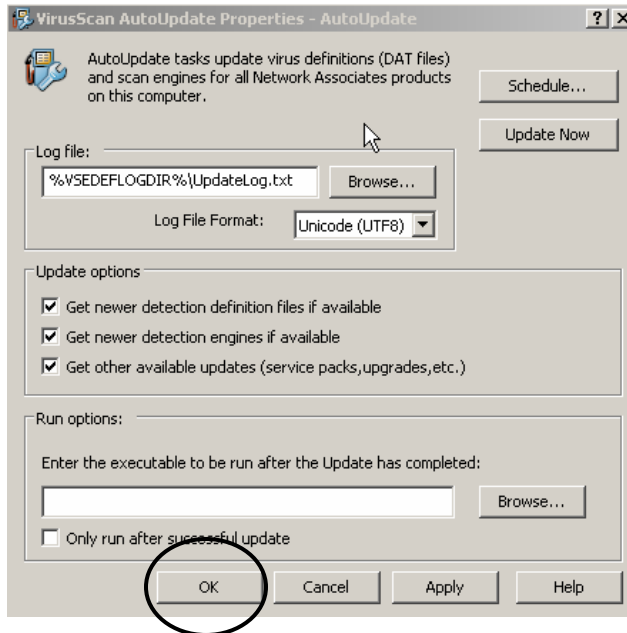 VirusScan AutoUpdate Properties - AutoUpdate
AutoUpdate tasks update virus definitions (DAT files)
and scan engines for all Network Associates products
on this computer.
Schedule...
Update Now
Log file:
%VSEDEFLOGDIR%\UpdateLog.txt
Browse...
Log File Format:
Unicode (UTF8)
Update options
Get newer detection definition files if available
Get newer detection engines if available
Get other available updates (service packs,upgrades,etc.)
Run options:
Enter the executable to be run after the Update has completed:
Browse...
Only run after successful update
OK
Cancel
Apply
Help